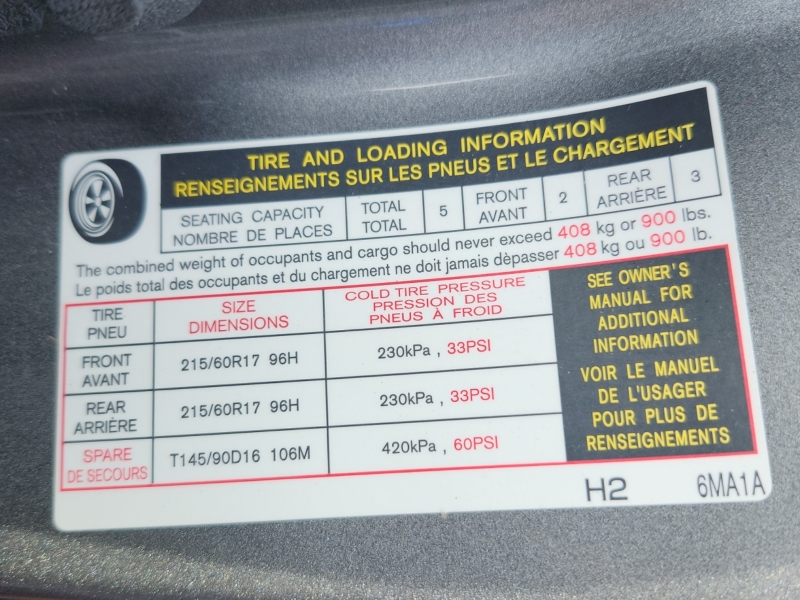 TIRE AND LOADING INFORMATION
RENSEIGNEMENTS SUR LES PNEUS ET LE CHARGEMENT
SEATING CAPACITY
NOMBRE DE PLACES
TOTAL
TOTAL
5
FRONT
AVANT
2
REAR
ARRIÈRE
3
The combined weight of occupants and cargo should never exceed 408 kg or 900 lbs.
Le poids total des occupants et du chargement ne doit jamais dèpasser 408 kg ou 900 lb.
TIRE
PNEU
SIZE
DIMENSIONS
COLD TIRE PRESSURE
PRESSION DES
PNEUS À FROID
FRONT
AVANT
215/60R17 96H
230kPa , 33PSI
REAR
ARRIÈRE
215/60R17 96H
230kPa , 33PSI
SPARE
DE SECOURS
T145/90D16 106M
420kPa , 60PSI
SEE OWNER'S
MANUAL FOR
ADDITIONAL
INFORMATION
VOIR LE MANUEL
DE L'USAGER
POUR PLUS DE
RENSEIGNEMENTS
H2
6MA1A